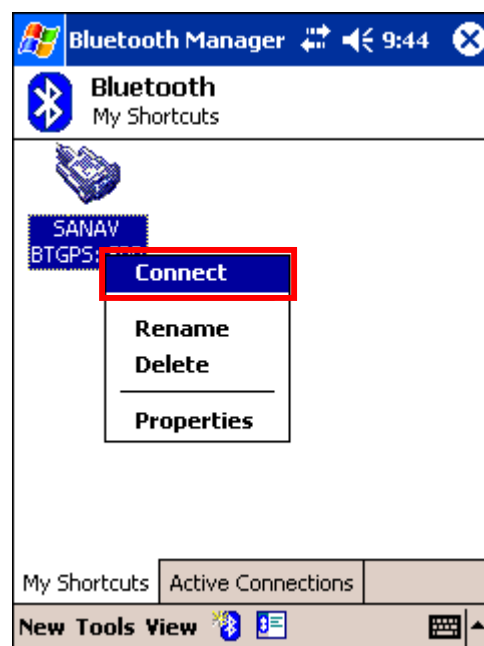 Bluetooth Manager 9:44
Bluetooth
My Shortcuts
SANAV
BTGPS:
Connect
Rename
Delete
Properties
My Shortcuts Active Connections
New Tools View